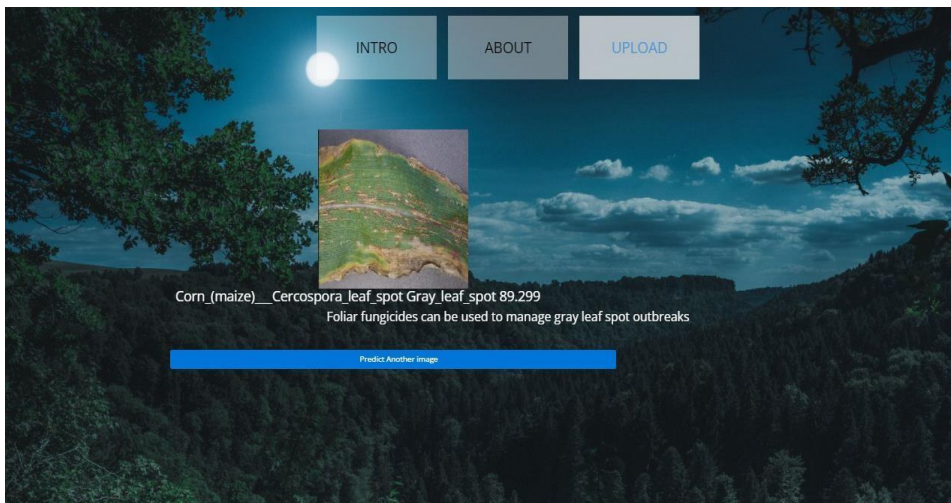 INTRO ABOUT UPLOAD
Corn_(maize)___Cercospora_leaf_spot Gray_leaf_spot 89.299
Foliar fungicides can be used to manage gray leaf spot outbreaks
Predict Another image